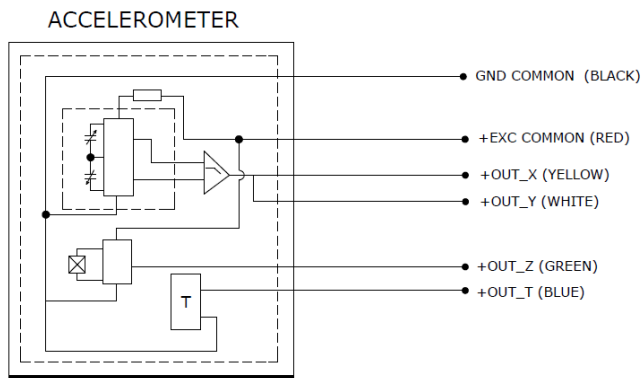 ACCELEROMETER
GND COMMON (BLACK)
+EXC COMMON (RED)
+OUT_X (YELLOW)
+OUT_Y (WHITE)
+OUT_Z (GREEN)
+OUT_T (BLUE)
T